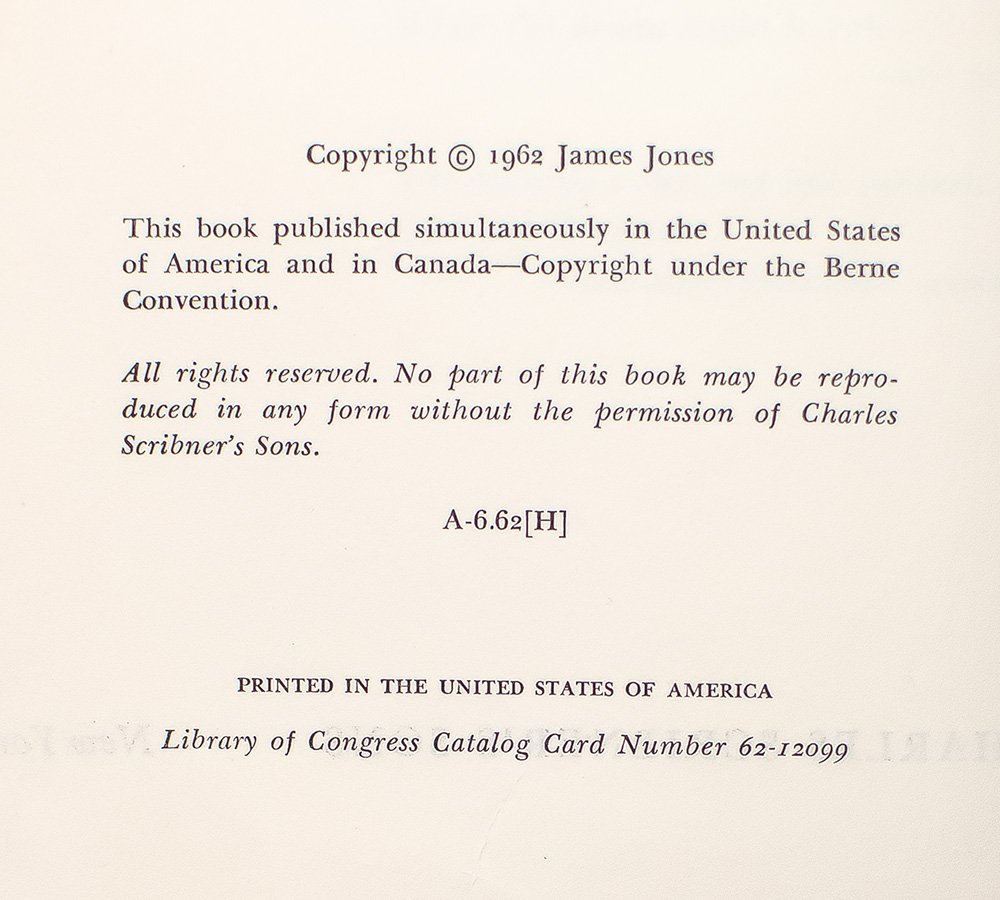 Copyright © 1962 James Jones
This book published simultaneously in the United States
of America and in Canada—Copyright under the Berne
Convention.
All rights reserved. No part of this book may be repro-
duced in any form without the permission of Charles
Scribner's Sons.
A-6.62[H]
PRINTED IN THE UNITED STATES OF AMERICA
Library of Congress Catalog Card Number 62-12099